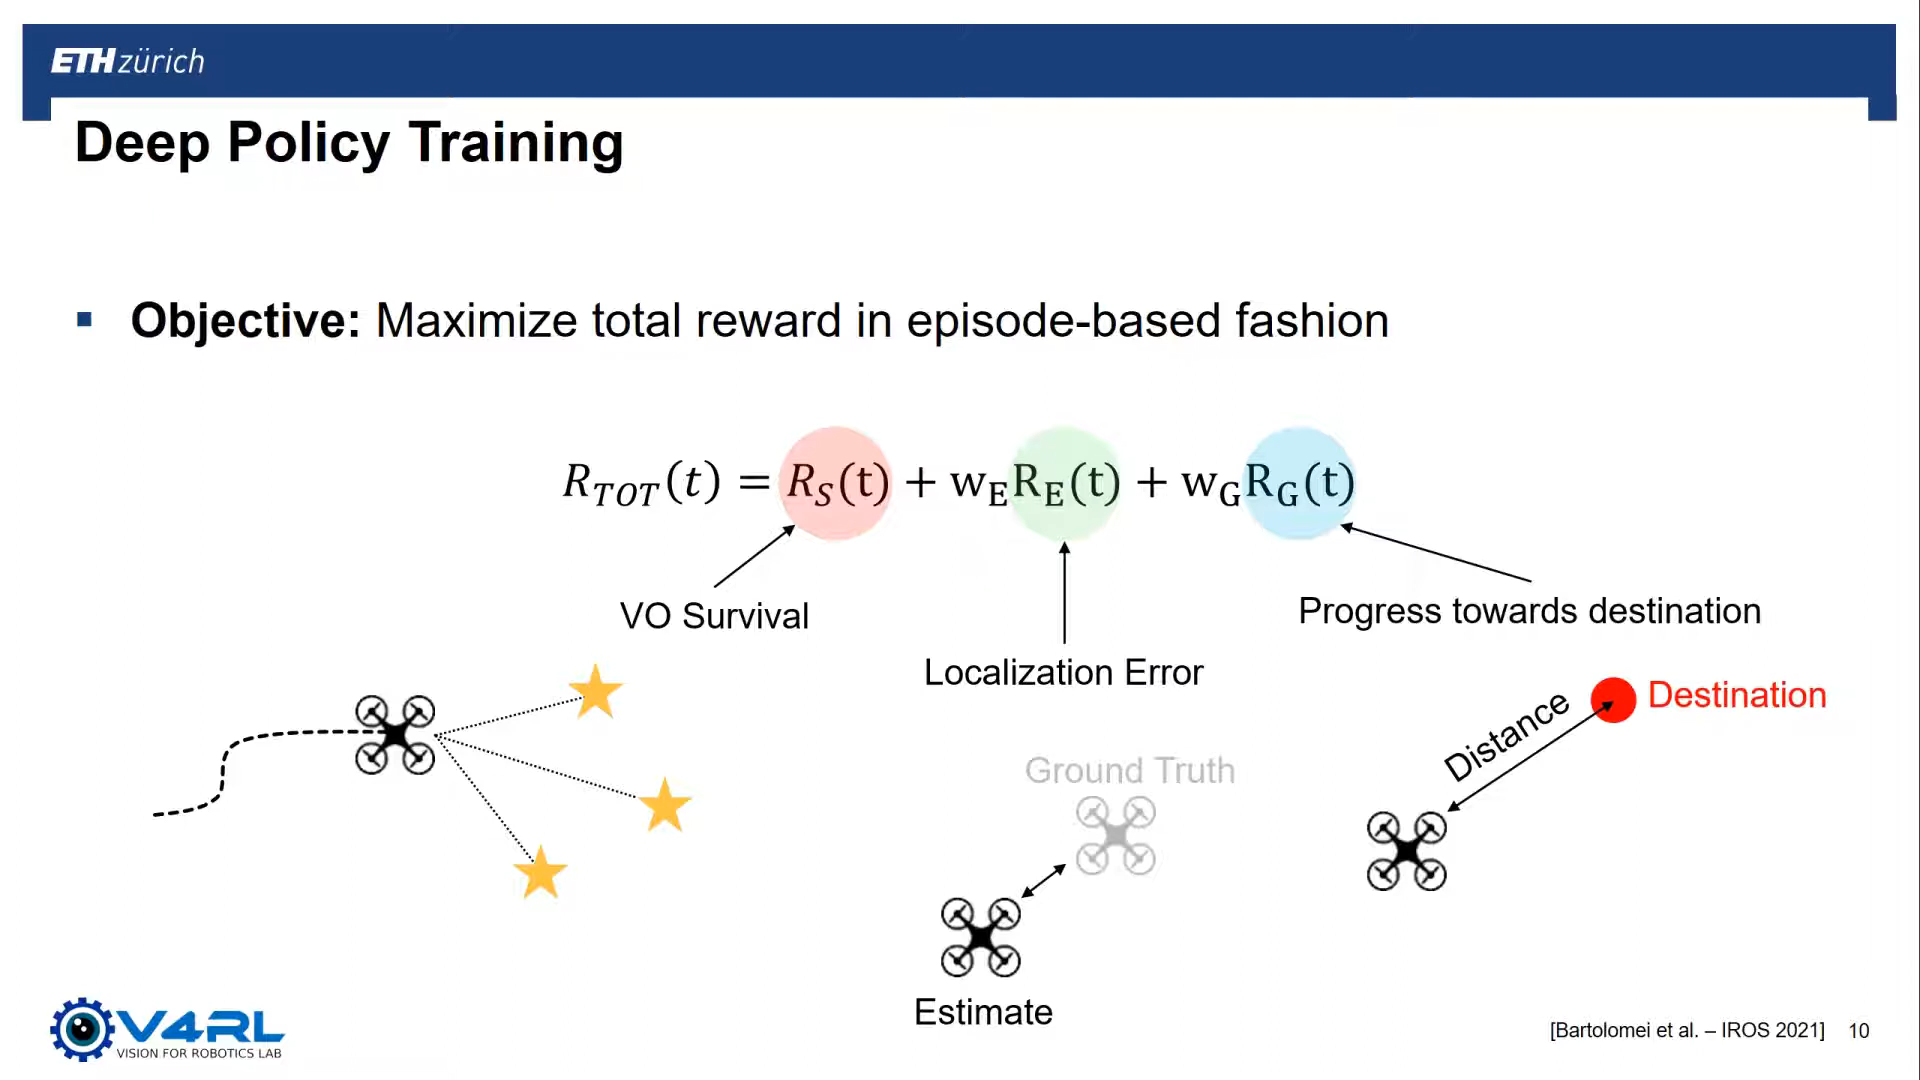 ETH zürich
Deep Policy Training
▪ Objective: Maximize total reward in episode-based fashion
R_TOT(t) = R_S(t) + w_E R_E(t) + w_G R_G(t)
VO Survival
Progress towards destination
Localization Error
Destination
Distance
Ground Truth
Estimate
V4RL
VISION FOR ROBOTICS LAB
[Bartolomei et al. – IROS 2021] 10